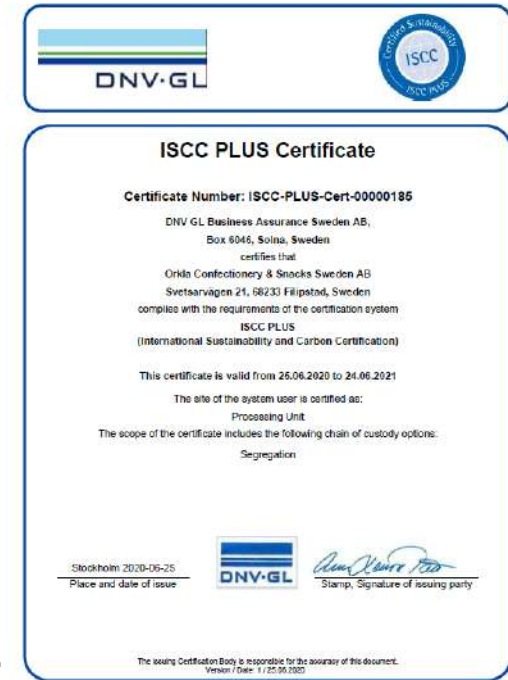 DNV·GL
Certified Sustainability
ISCC
ISCC PLUS
ISCC PLUS Certificate
Certificate Number: ISCC-PLUS-Cert-00000185
DNV GL Business Assurance Sweden AB,
Box 6046, Solna, Sweden
certifies that
Orkla Confectionery & Snacks Sweden AB
Svetsarvägen 21, 68233 Filipstad, Sweden
complies with the requirements of the certification system
ISCC PLUS
(International Sustainability and Carbon Certification)
This certificate is valid from 25.06.2020 to 24.06.2021
The site of the system user is certified as:
Processing Unit
The scope of the certificate includes the following chain of custody options:
Segregation
Stockholm 2020-06-25
Place and date of issue
DNV·GL
Stamp, Signature of issuing party
The issuing Certification Body is responsible for the accuracy of this document.
Version / Date: 1 / 25.06.2020